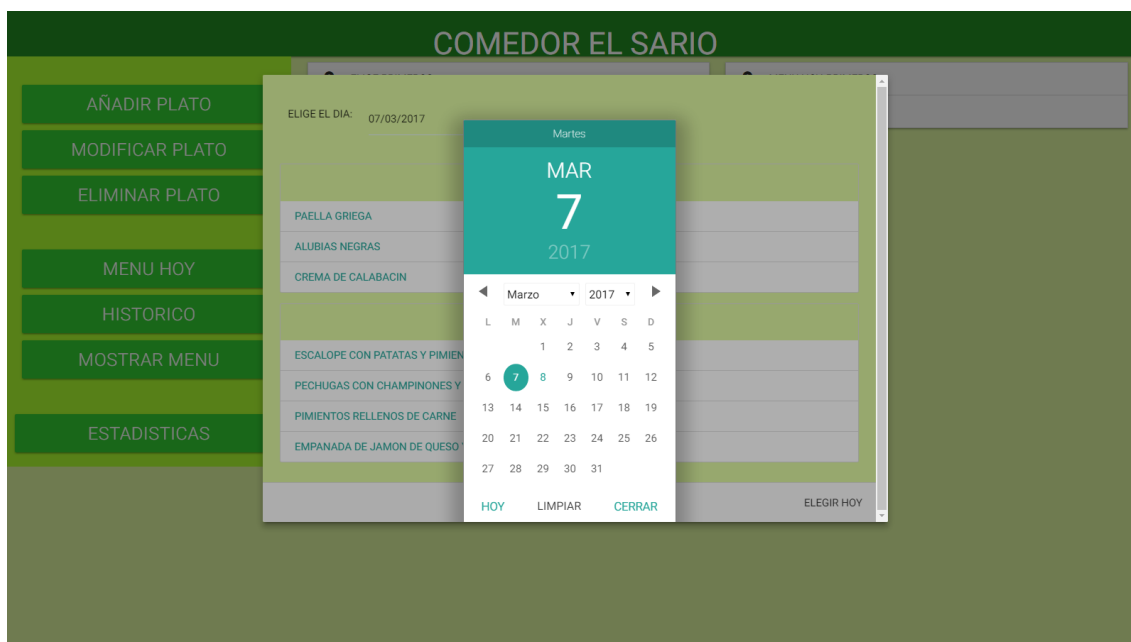 COMEDOR EL SARIO
AÑADIR PLATO
MODIFICAR PLATO
ELIMINAR PLATO
MENU HOY
HISTORICO
MOSTRAR MENU
ESTADISTICAS
ELIGE EL DIA: 07/03/2017
PAELLA GRIEGA
ALUBIAS NEGRAS
CREMA DE CALABACIN
ESCALOPE CON PATATAS Y PIMIEN
PECHUGAS CON CHAMPINONES Y
PIMIENTOS RELLENOS DE CARNE
EMPANADA DE JAMON DE QUESO
Martes
MAR
7
2017
Marzo 2017
L M X J V S D
1 2 3 4 5
6 7 8 9 10 11 12
13 14 15 16 17 18 19
20 21 22 23 24 25 26
27 28 29 30 31
HOY LIMPIAR CERRAR
ELEGIR HOY